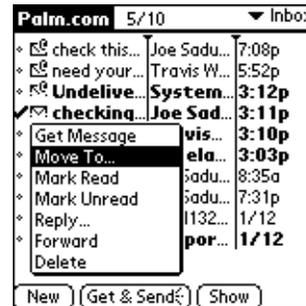 Palm.com 5/10 Inbo
check this... Joe Sadu... 7:08p
need your... Travis W... 5:52p
Undelive... System... 3:12p
checking... Joe Sad... 3:11p
Get Message vis... 3:10p
Move To... ela... 3:03p
Mark Read Sadu... 8:35a
Mark Unread Sadu... 7:31p
Reply... l132... 1/12
Forward por... 1/12
Delete
New Get & Send Show